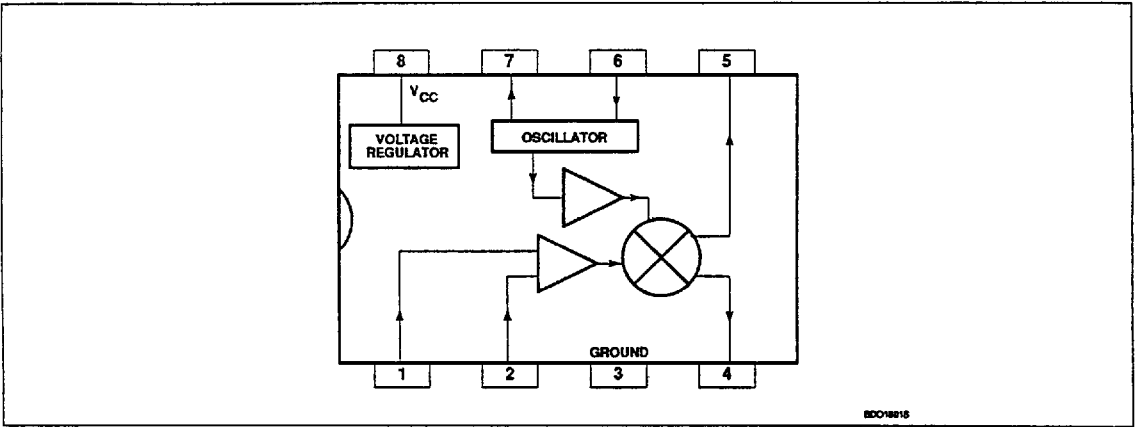 8 7 6 5
VCC
VOLTAGE
REGULATOR
OSCILLATOR
GROUND
1 2 3 4